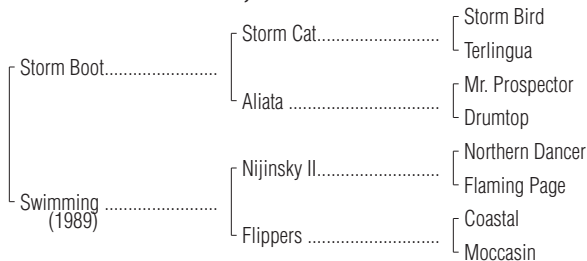 Storm Bird
Storm Cat..................................
Terlingua
Storm Boot...............................
Mr. Prospector
Aliata ..........................................
Drumtop
Northern Dancer
Nijinsky II..................................
Flaming Page
Swimming ...............................
(1989)
Coastal
Flippers .....................................
Moccasin